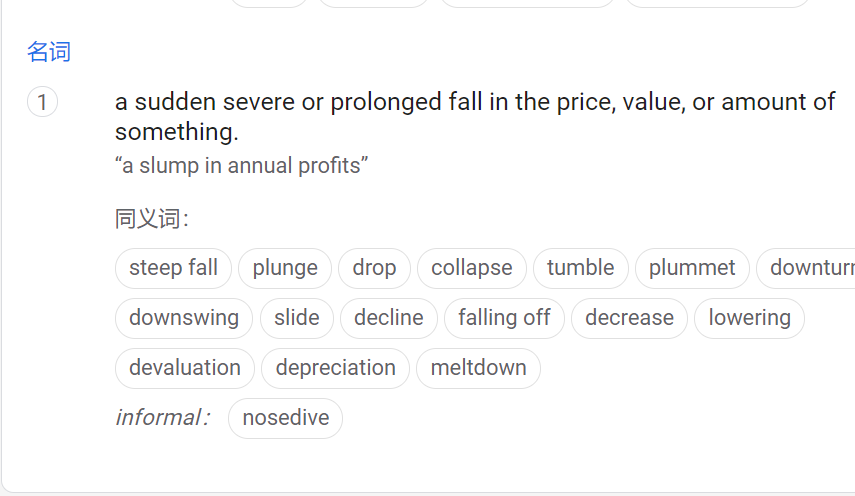 名词
1
a sudden severe or prolonged fall in the price, value, or amount of
something.
“a slump in annual profits”
同义词：
steep fall plunge drop collapse tumble plummet downturn
downswing slide decline falling off decrease lowering
devaluation depreciation meltdown
informal： nosedive